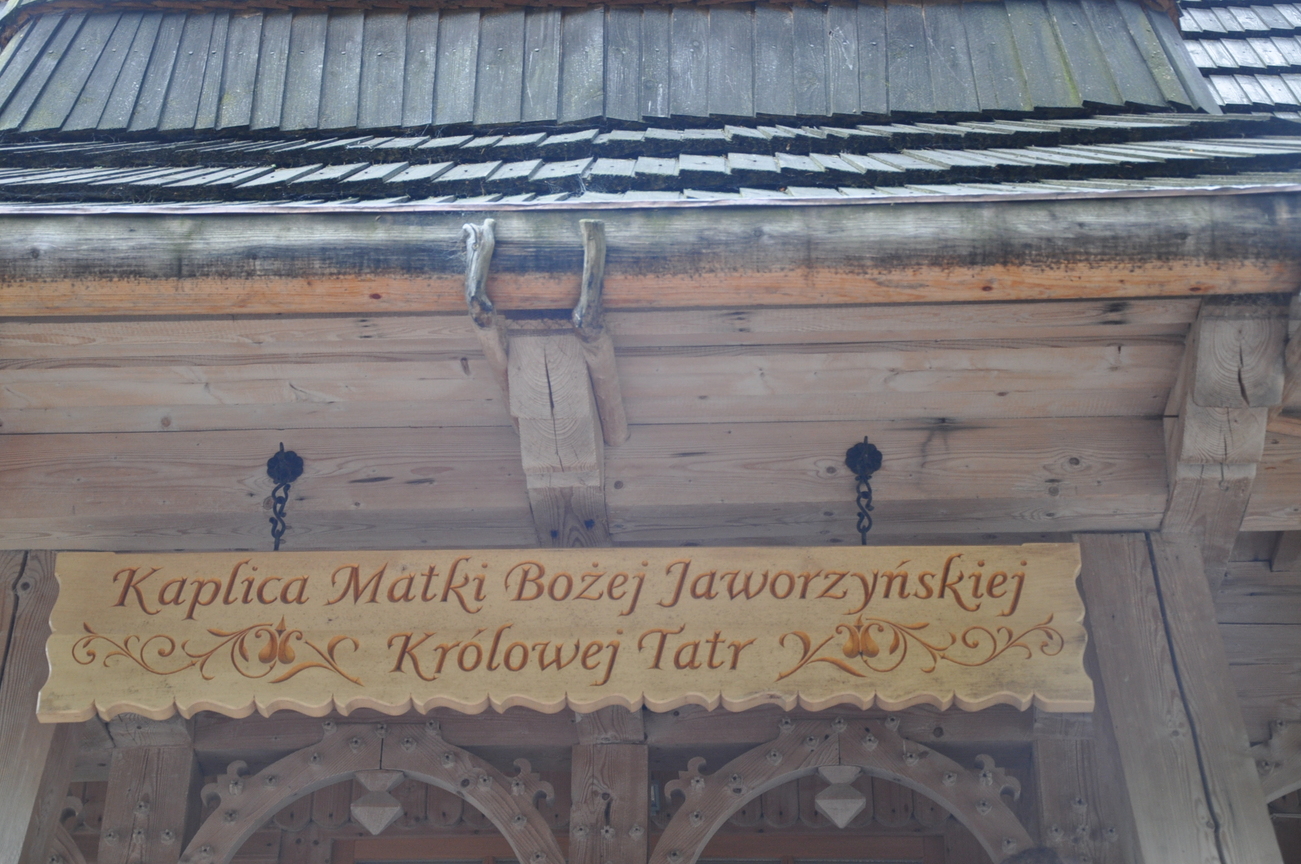 Kaplica Matki Bożej Jaworzyńskiej
Królowej Tatr